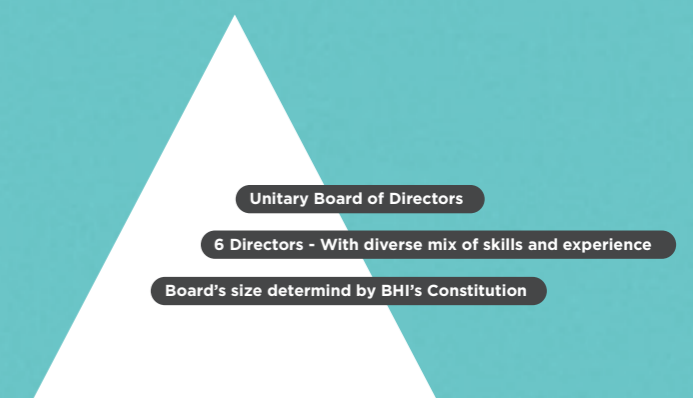 Unitary Board of Directors
6 Directors - With diverse mix of skills and experience
Board’s size determind by BHI’s Constitution